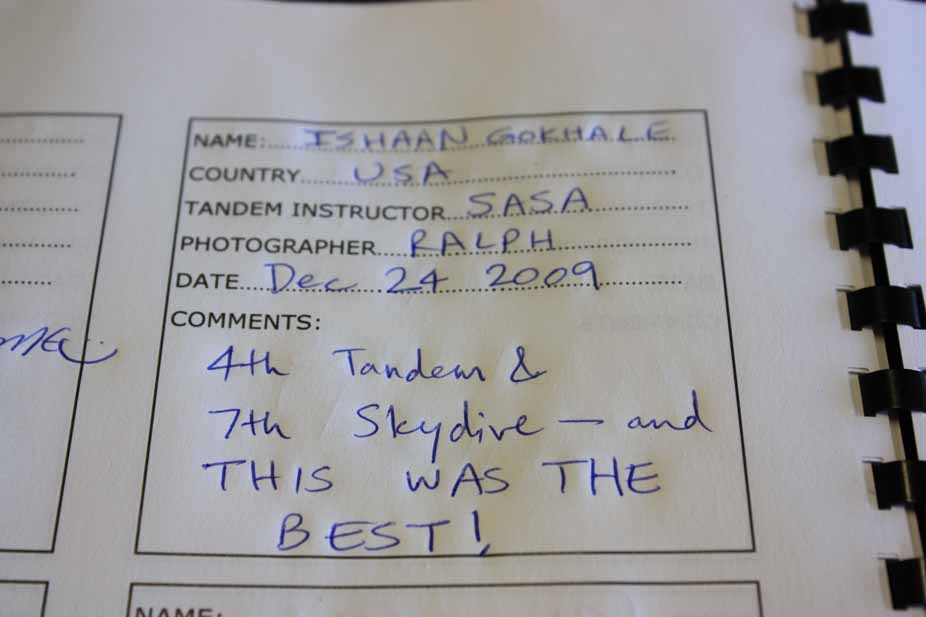 NAME: ISHAAN GOKHALE
COUNTRY USA
TANDEM INSTRUCTOR SASA
PHOTOGRAPHER RALPH
DATE Dec 24 2009
COMMENTS:
4th Tandem &
7th Skydive — and
THIS WAS THE
BEST!
NAME: